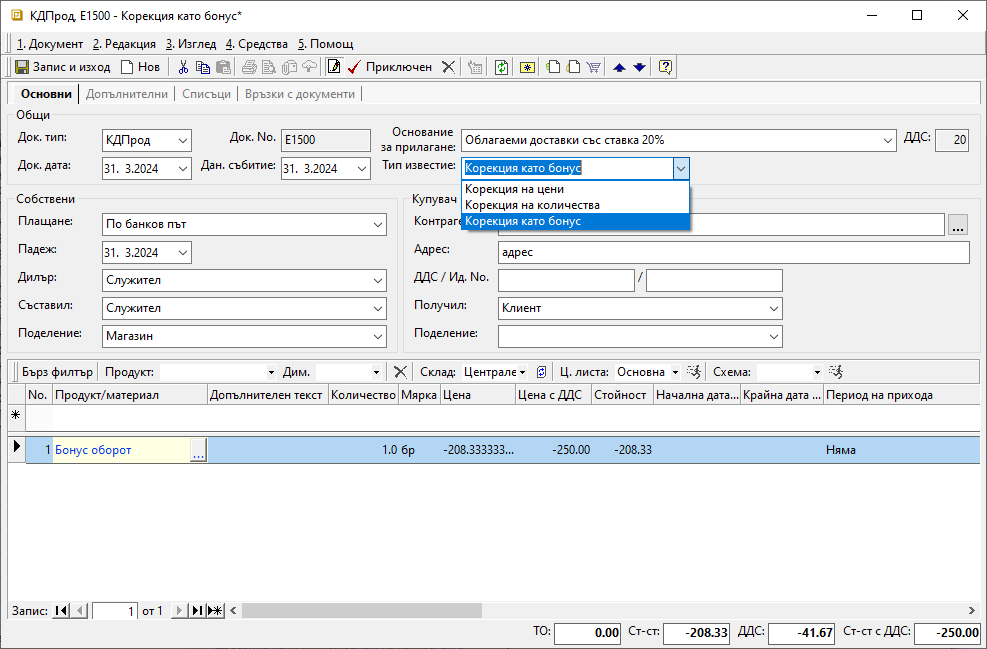 КДПрод, E1500 - Корекция като бонус*
1. Документ 2. Редакция 3. Изглед 4. Средства 5. Помощ
Запис и изход Нов Приключен
Основни Допълнителни Списъци Връзки с документи
Общи
Док. тип: КДПрод Док. No. E1500 Основание за прилагане: Облагаеми доставки със ставка 20% ДДС: 20
Док. дата: 31. 3.2024 Дан. събитие: 31. 3.2024 Тип известие: Корекция като бонус
Корекция на цени
Корекция на количества
Корекция като бонус
Собствени
Плащане: По банков път
Падеж: 31. 3.2024
Дилър: Служител
Съставил: Служител
Поделение: Магазин
Купувач
Контраге ...
Адрес: адрес
ДДС / Ид. No. /
Получил: Клиент
Поделение:
Бърз филтър Продукт: Дим. Склад: Централе Ц. листа: Основна Схема:
No. Продукт/материал Допълнителен текст Количество Мярка Цена Цена с ДДС Стойност Начална дата... Крайна дата ... Период на прихода
1 Бонус оборот ... 1.0 бр -208.333333... -250.00 -208.33 Няма
Запис: 1 от 1
ТО: 0.00 Ст-ст: -208.33 ДДС: -41.67 Ст-ст с ДДС: -250.00